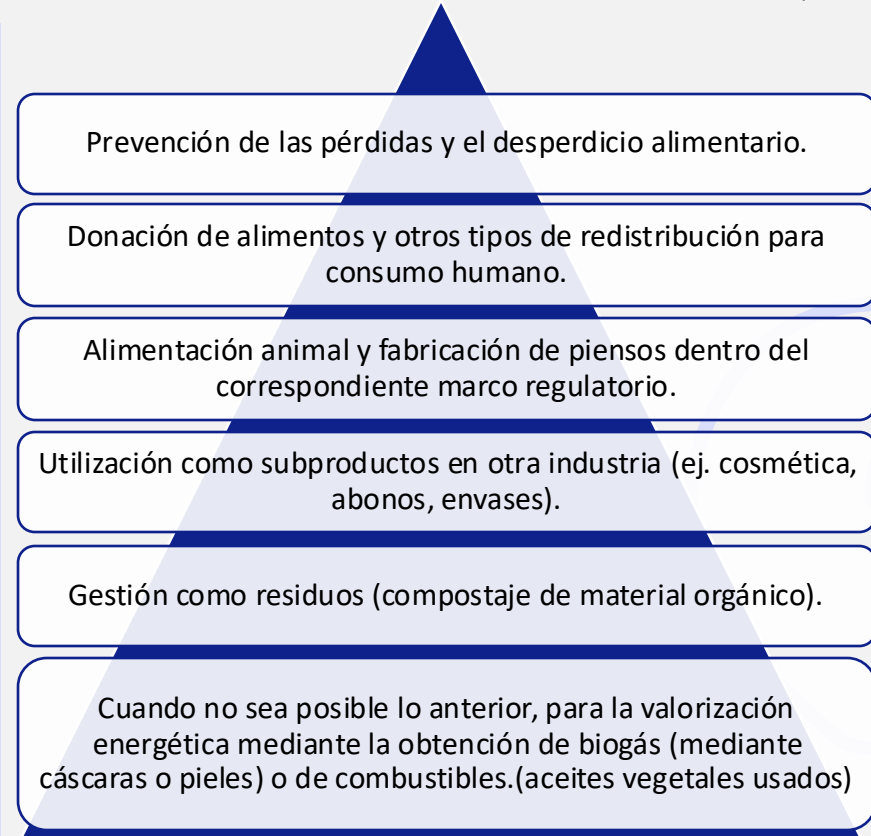 Prevención de las pérdidas y el desperdicio alimentario.
Donación de alimentos y otros tipos de redistribución para
consumo humano.
Alimentación animal y fabricación de piensos dentro del
correspondiente marco regulatorio.
Utilización como subproductos en otra industria (ej. cosmética,
abonos, envases).
Gestión como residuos (compostaje de material orgánico).
Cuando no sea posible lo anterior, para la valorización
energética mediante la obtención de biogás (mediante
cáscaras o pieles) o de combustibles.(aceites vegetales usados)